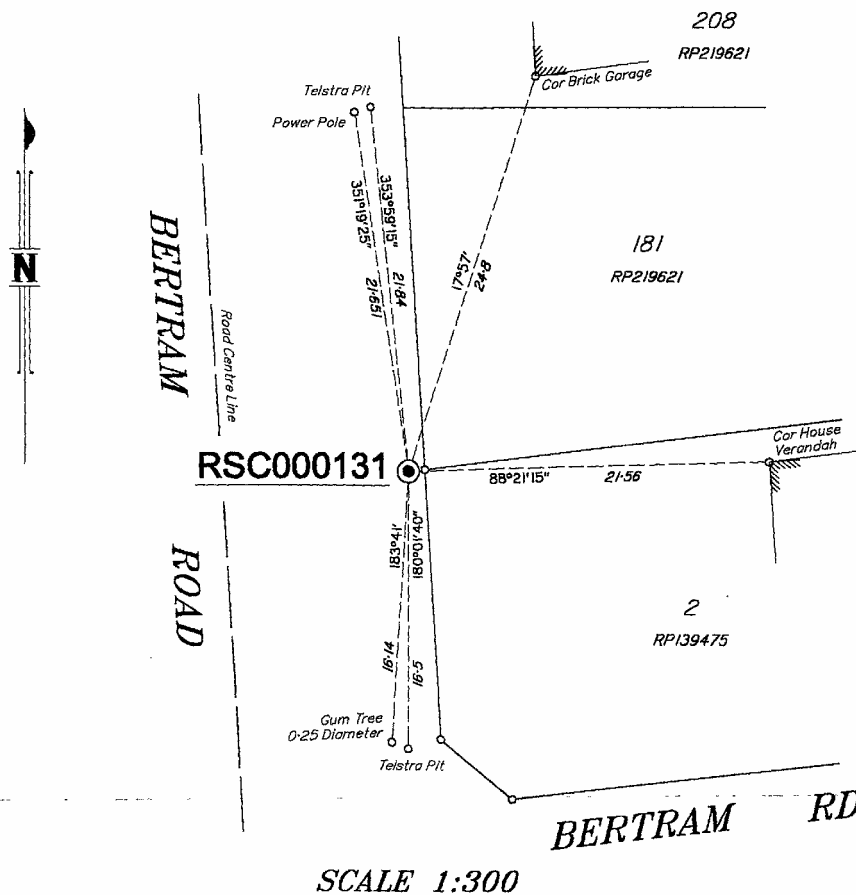 208
RP219621
Cor Brick Garage
Telstra Pit
Power Pole
N
BERTRAM
Road Centre Line
351°19'25"
21·651
353°59'15"
21·84
17°57'
24·8
181
RP219621
RSC000131
Cor House
Verandah
88°21'15"
21·56
ROAD
183°41'
16·14
180°01'40"
16·5
2
RP139475
Gum Tree
0·25 Diameter
Telstra Pit
BERTRAM RD
SCALE 1:300